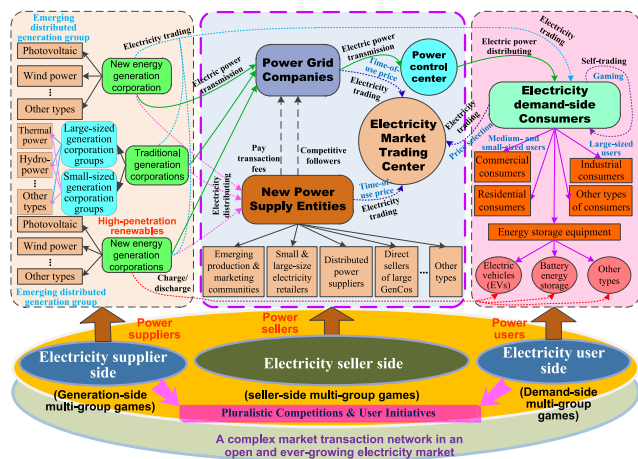 Emerging distributed
generation group
Photovoltaic
Wind power
Other types
New energy
generation
corporation
Thermal
power
Hydro-
power
Other
types
Large-sized
generation
corporation
groups
Small-sized
generation
corporation
groups
Traditional
generation
corporations
High-penetration
renewables
Photovoltaic
Wind power
Other types
New energy
generation
corporations
Emerging distributed
generation group
Charge/
discharge
Electricity trading
Electric power
transmission
Electricity
distributing
Power Grid
Companies
Pay
transaction
fees
Competitive
followers
New Power
Supply Entities
Emerging
production &
marketing
communities
Small &
large-size
electricity
retailers
Distributed
power
suppliers
Direct
sellers
of large
GenCos
Other
types
Electric power
transmission
Time-of-
use price
Electricity
trading
Power
control
center
Electricity
Market
Trading
Center
Time-of-
use price
Electricity
trading
Electric power
distributing
Electricity
trading
Electricity
trading
Price selection
Self-trading
Gaming
Electricity
demand-side
Consumers
Medium- and
small-sized users
Large-sized
users
Commercial
consumers
Industrial
consumers
Residential
consumers
Other types
of consumers
Energy storage equipment
Electric
vehicles
(EVs)
Battery
energy
storage
Other
types
Power
suppliers
Power
sellers
Power
users
Electricity supplier
side
Electricity seller side
Electricity user
side
(Generation-side
multi-group games)
(seller-side multi-group games)
(Demand-side
multi-group
games)
Pluralistic Competitions & User Initiatives
A complex market transaction network in an
open and ever-growing electricity market